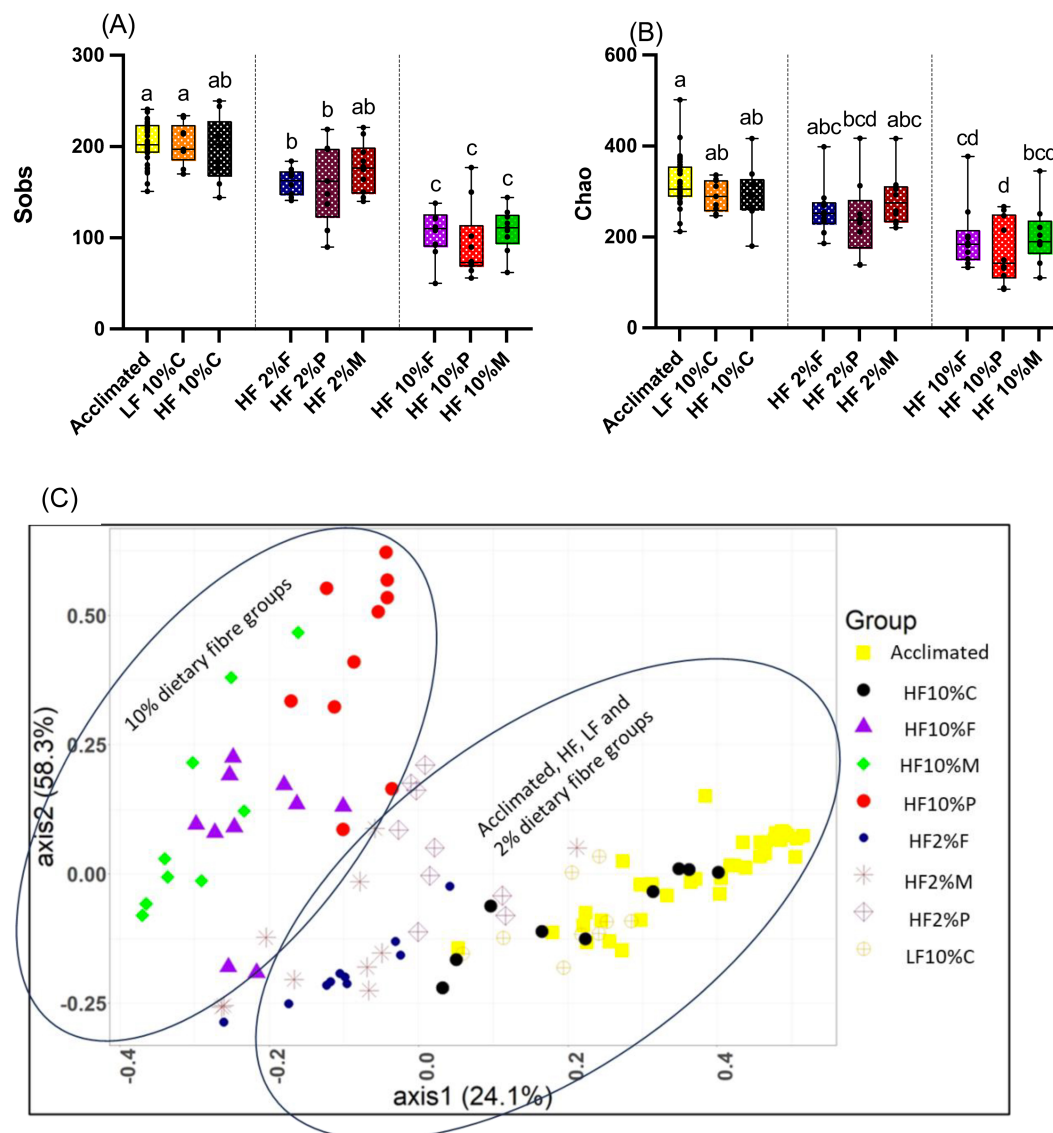 (A)
Sobs
300
200
100
0
a
a
ab
b
b
ab
c
c
c
Acclimated
LF 10%C
HF 10%C
HF 2%F
HF 2%P
HF 2%M
HF 10%F
HF 10%P
HF 10%M
(B)
Chao
600
400
200
0
a
ab
ab
abc
bcd
abc
cd
d
bcc
Acclimated
LF 10%C
HF 10%C
HF 2%F
HF 2%P
HF 2%M
HF 10%F
HF 10%P
HF 10%M
(C)
axis2 (58.3%)
0.50
0.25
0.00
-0.25
10% dietary fibre groups
Acclimated, HF, LF and
2% dietary fibre groups
-0.4
-0.2
0.0
0.2
0.4
axis1 (24.1%)
Group
Acclimated
HF10%C
HF10%F
HF10%M
HF10%P
HF2%F
HF2%M
HF2%P
LF10%C